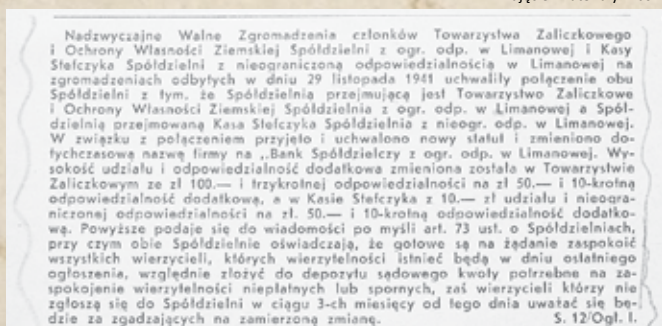 Nadzwyczajne Walne Zgromadzenia członków Towarzystwa Zaliczkowego
i Ochrony Własności Ziemskiej Spółdzielni z ogr. odp. w Limanowej i Kasy
Stefczyka Spółdzielni z nieograniczoną odpowiedzialnością w Limanowej na
zgromadzeniach odbytych w dniu 29 listopada 1941 uchwaliły połączenie obu
Spółdzielni z tym, że Spółdzielnią przejmującą jest Towarzystwo Zaliczkowe
i Ochrony Własności Ziemskiej Spółdzielnia z ogr. odp. w Limanowej a Spół-
dzielnią przejmowaną Kasa Stefczyka Spółdzielnia z nieogr. odp. w Limanowej.
W związku z połączeniem przyjęto i uchwalono nowy statut i zmieniono do-
tychczasową nazwę firmy na „Bank Spółdzielczy z ogr. odp. w Limanowej. Wy-
sokość udziału i odpowiedzialność dodatkowa zmieniona została w Towarzystwie
Zaliczkowym ze zł 100.— i trzykrotnej odpowiedzialności na zł 50.— i 10-krotną
odpowiedzialność dodatkową, a w Kasie Stefczyka z 10.— zł udziału i nieogra-
niczonej odpowiedzialności na zł. 50.— i 10-krotną odpowiedzialność dodatko-
wą. Powyższe podaje się do wiadomości po myśli art. 73 ust. o Spółdzielniach,
przy czym obie Spółdzielnie oświadczają, że gotowe są na żądanie zaspokoić
wszystkich wierzycieli, których wierzytelności istnieć będą w dniu ostatniego
ogłoszenia, względnie złożyć do depozytu sądowego kwoty potrzebne na za-
spokojenie wierzytelności niepłatnych lub spornych, zaś wierzycieli którzy nie
zgłoszą się do Spółdzielni w ciągu 3-ch miesięcy od tego dnia uważać się bę-
dzie za zgadzających na zamierzoną zmianę. S. 12/Ogł. I.